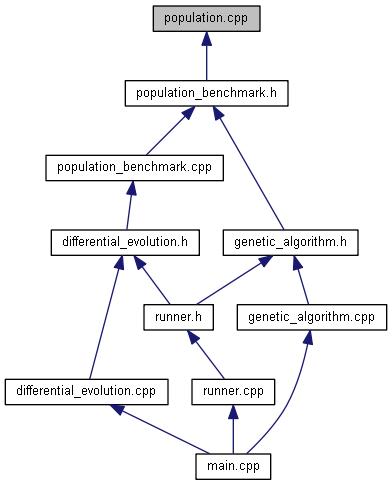 population.cpp
population_benchmark.h
population_benchmark.cpp
differential_evolution.h
genetic_algorithm.h
runner.h
genetic_algorithm.cpp
differential_evolution.cpp
runner.cpp
main.cpp